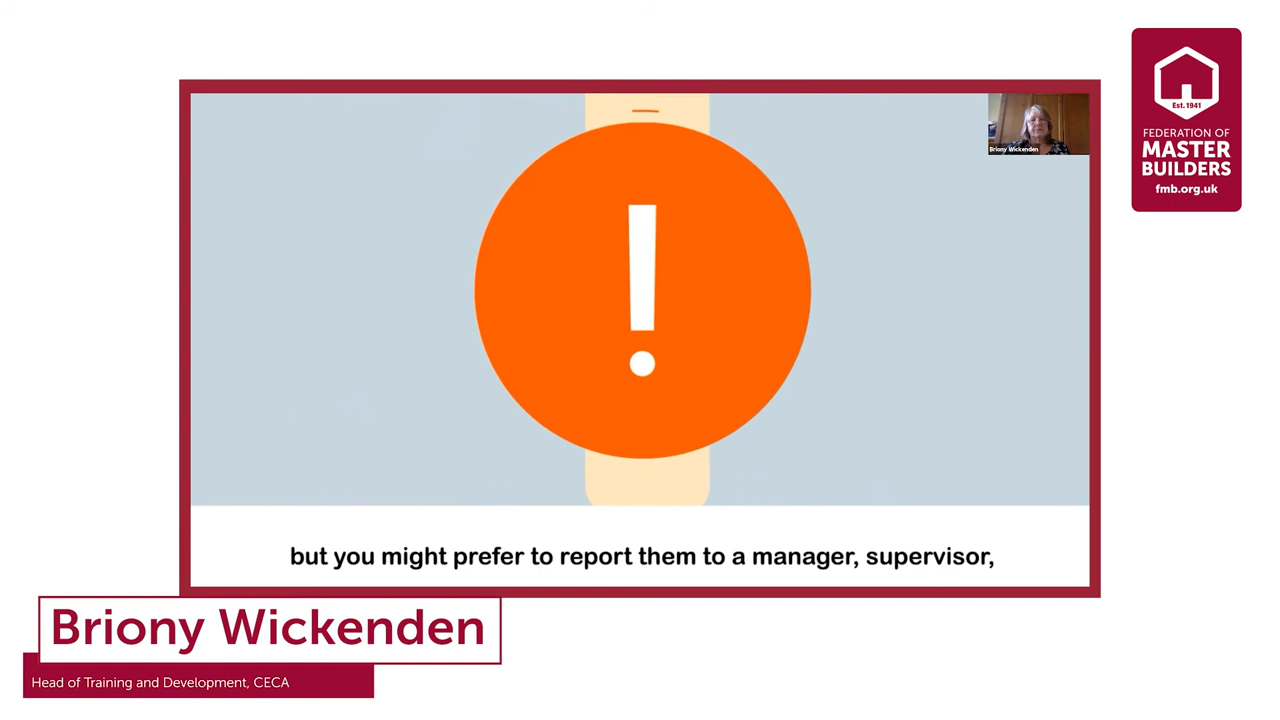 Est. 1941
FEDERATION OF
MASTER
BUILDERS
fmb.org.uk
Briony Wickenden
!
but you might prefer to report them to a manager, supervisor,
Briony Wickenden
Head of Training and Development, CECA